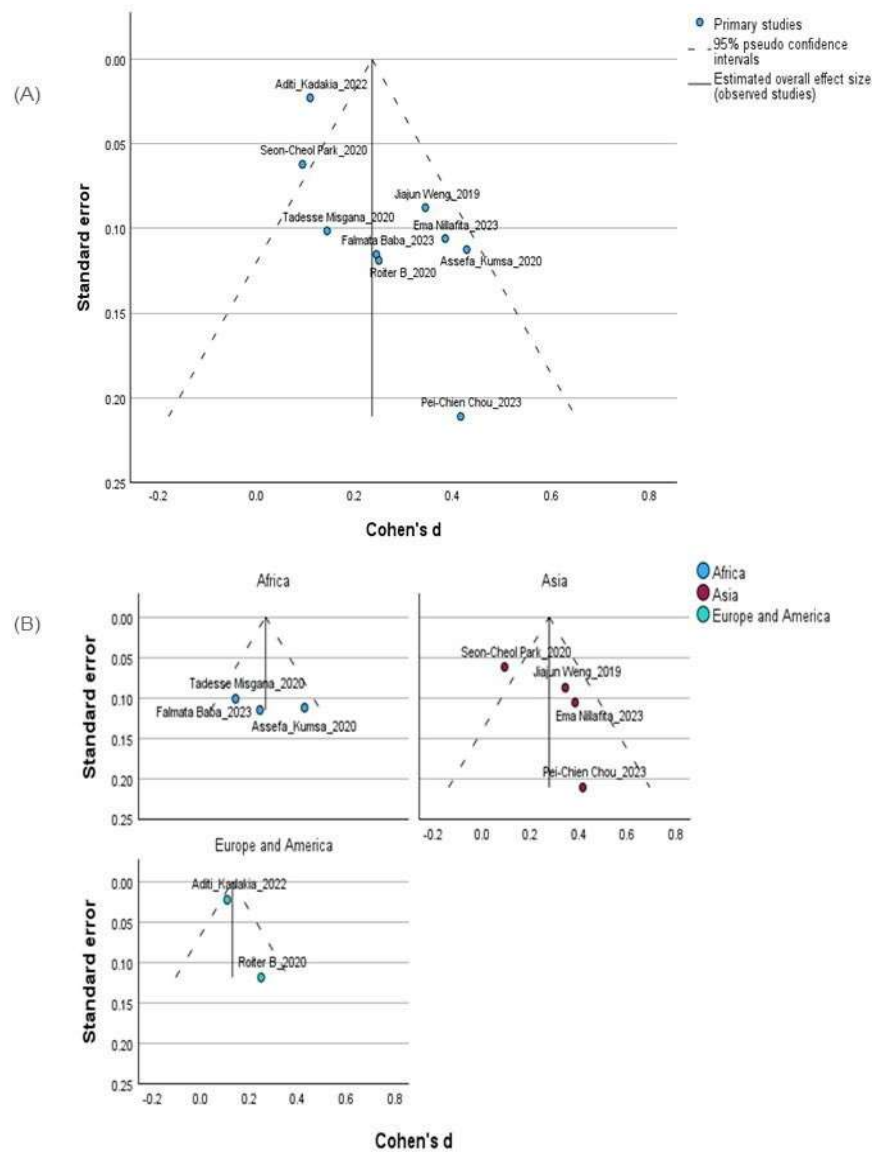 (A)
0.00
0.05
0.10
0.15
0.20
0.25
Standard error
Aditi_Kadakia_2022
Seon-Cheol Park_2020
Jiajun Weng_2019
Tadesse Misgana_2020
Ema Nillafita_2023
Falmata Baba_2023
Assefa_Kumsa_2020
Roiter B_2020
Pei-Chien Chou_2023
-0.2 0.0 0.2 0.4 0.6 0.8
Cohen's d
Primary studies
95% pseudo confidence
intervals
Estimated overall effect size
(observed studies)
(B)
Africa
0.00
0.05
0.10
0.15
0.20
0.25
Standard error
Tadesse Misgana_2020
Falmata Baba_2023
Assefa_Kumsa_2020
Asia
Seon-Cheol Park_2020
Jiajun Weng_2019
Ema Nillafita_2023
Pei-Chien Chou_2023
-0.2 0.0 0.2 0.4 0.6 0.8
Africa
Asia
Europe and America
Europe and America
0.00
0.05
0.10
0.15
0.20
0.25
Standard error
Aditi_Kadakia_2022
Roiter B_2020
-0.2 0.0 0.2 0.4 0.6 0.8
Cohen's d